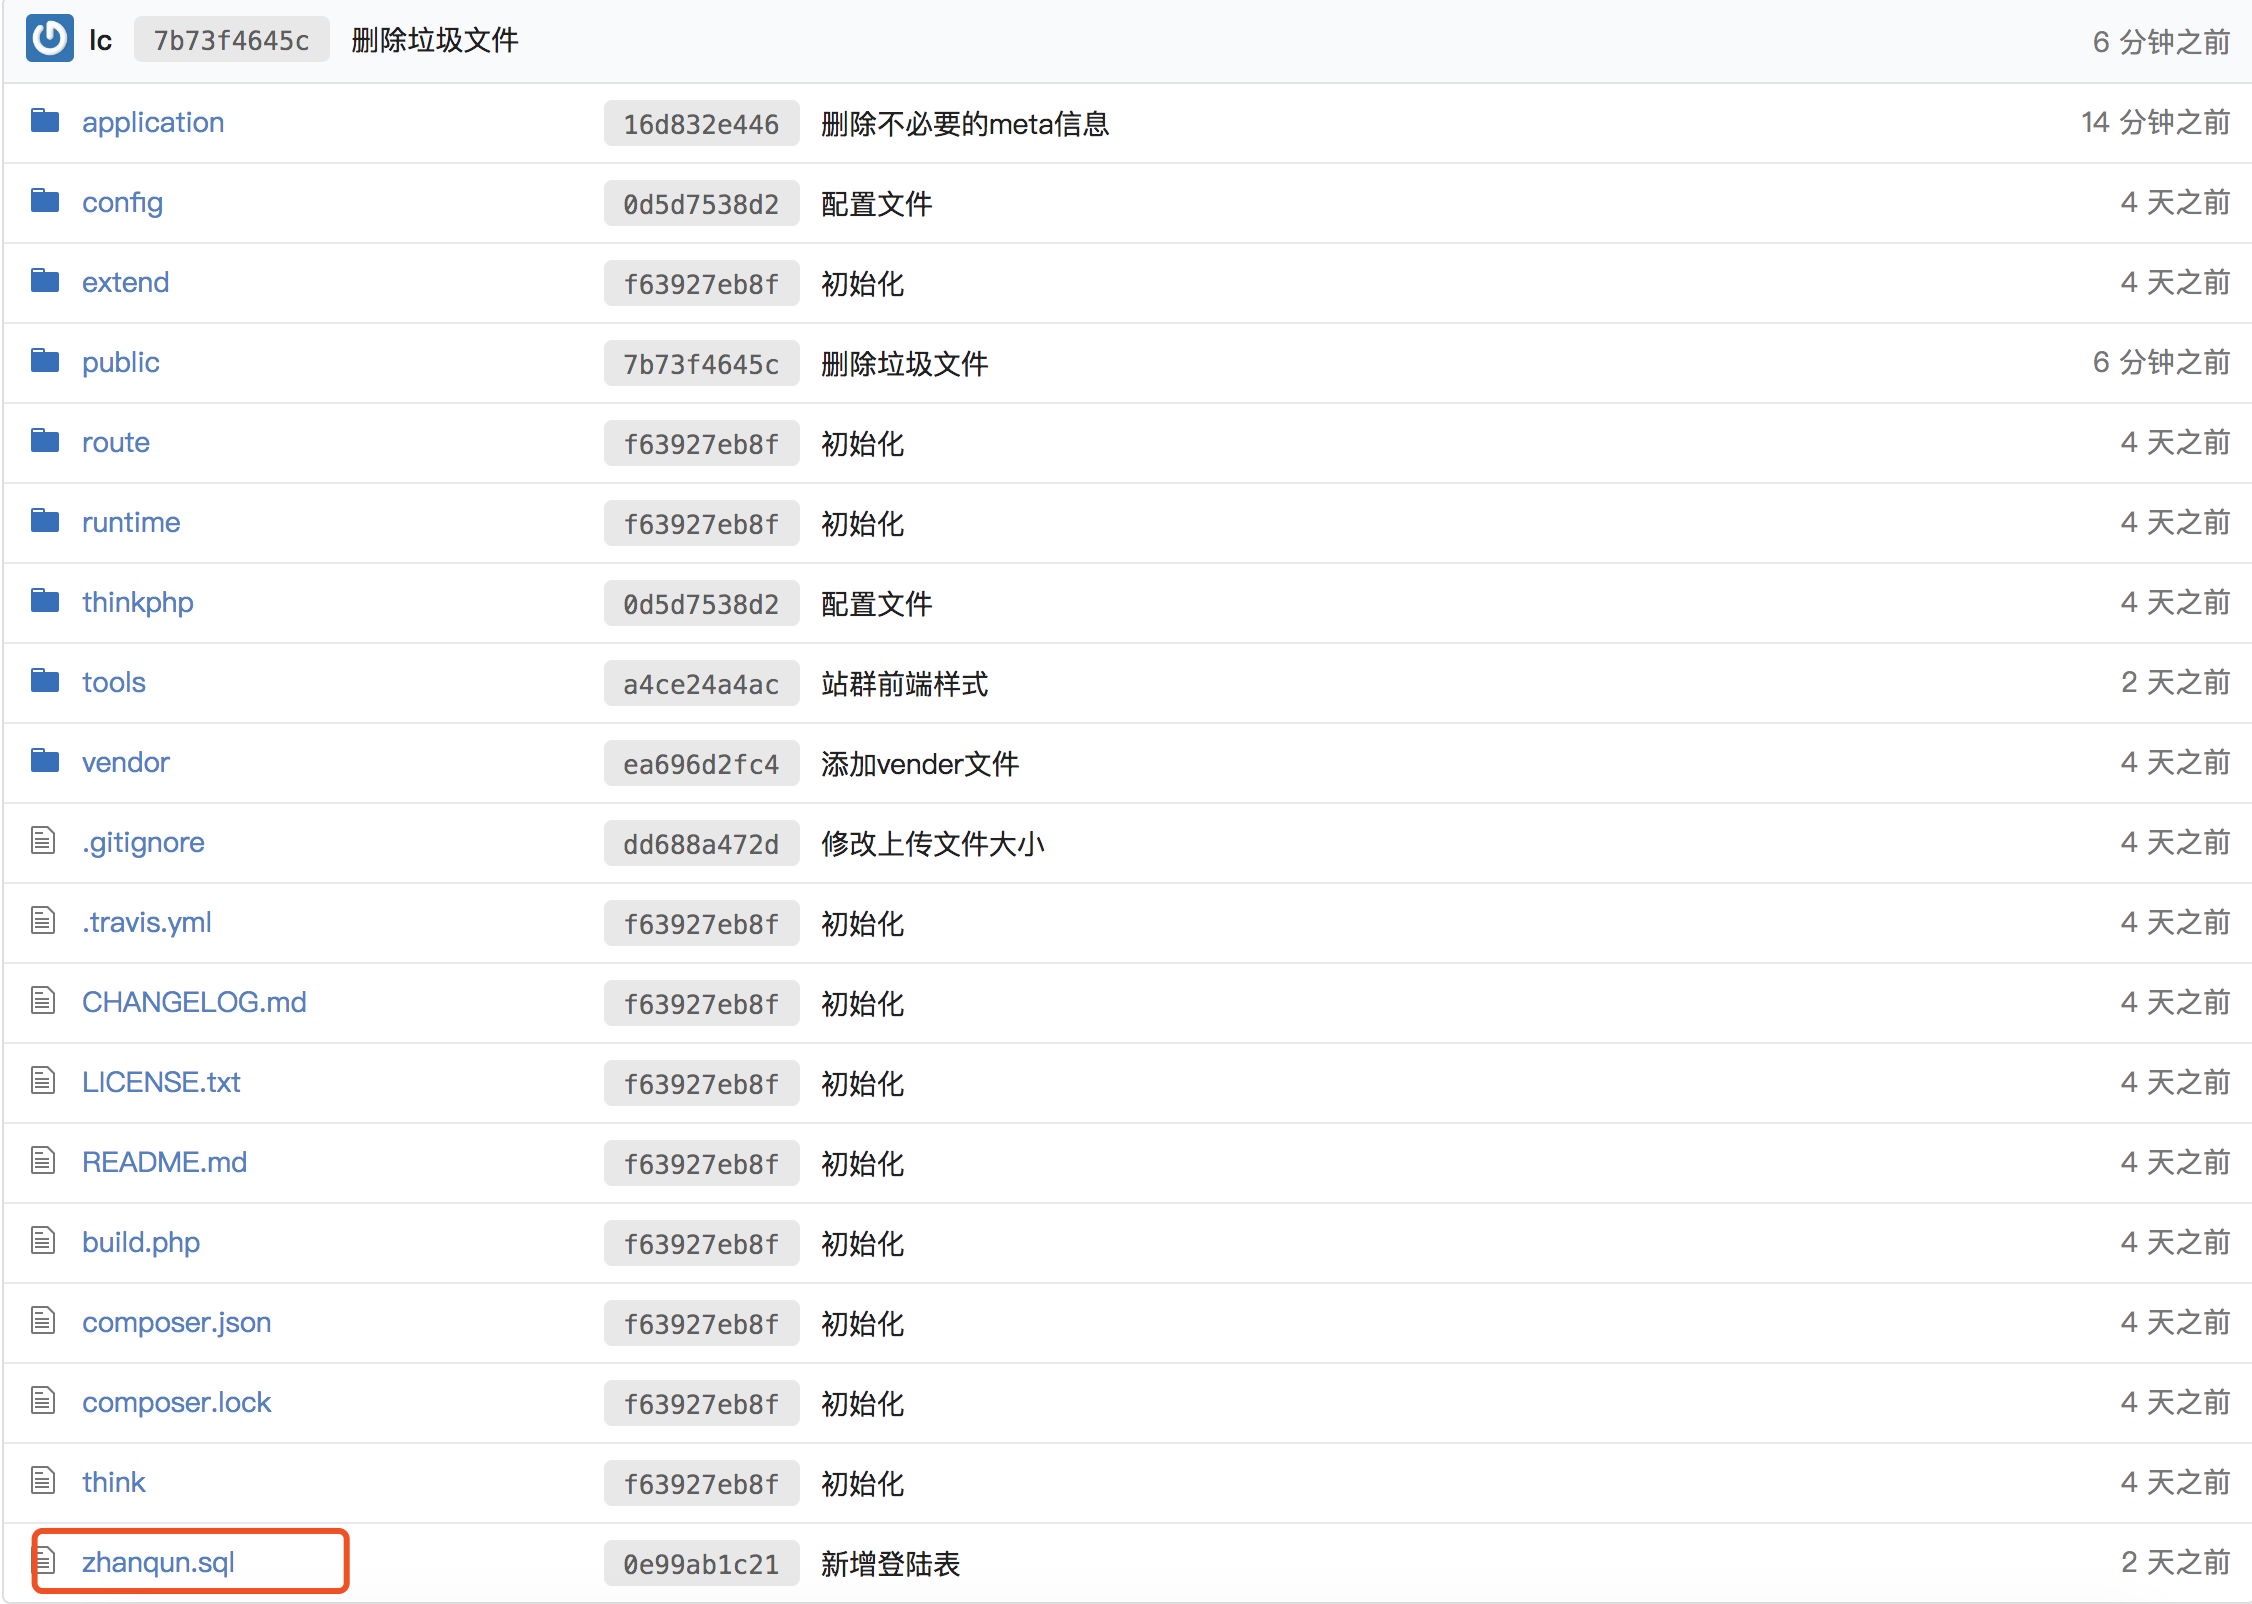 lc 7b73f4645c 删除垃圾文件 6 分钟之前
application 16d832e446 删除不必要的meta信息 14 分钟之前
config 0d5d7538d2 配置文件 4 天之前
extend f63927eb8f 初始化 4 天之前
public 7b73f4645c 删除垃圾文件 6 分钟之前
route f63927eb8f 初始化 4 天之前
runtime f63927eb8f 初始化 4 天之前
thinkphp 0d5d7538d2 配置文件 4 天之前
tools a4ce24a4ac 站群前端样式 2 天之前
vendor ea696d2fc4 添加vender文件 4 天之前
.gitignore dd688a472d 修改上传文件大小 4 天之前
.travis.yml f63927eb8f 初始化 4 天之前
CHANGELOG.md f63927eb8f 初始化 4 天之前
LICENSE.txt f63927eb8f 初始化 4 天之前
README.md f63927eb8f 初始化 4 天之前
build.php f63927eb8f 初始化 4 天之前
composer.json f63927eb8f 初始化 4 天之前
composer.lock f63927eb8f 初始化 4 天之前
think f63927eb8f 初始化 4 天之前
zhanqun.sql 0e99ab1c21 新增登陆表 2 天之前